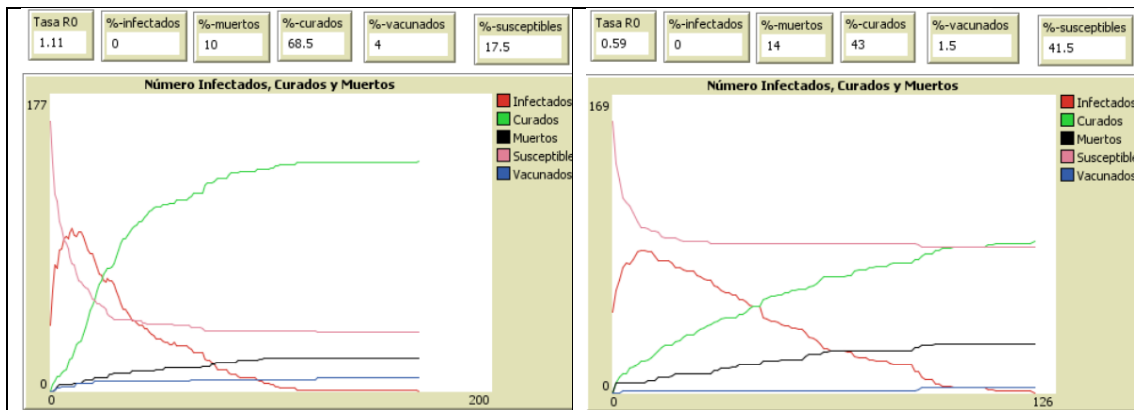 Tasa R0 %-infectados %-muertos %-curados %-vacunados %-susceptibles
1.11 0 10 68.5 4 17.5
Número Infectados, Curados y Muertos
177
Infectados
Curados
Muertos
Susceptible
Vacunados
0
0 200
Tasa R0 %-infectados %-muertos %-curados %-vacunados %-susceptibles
0.59 0 14 43 1.5 41.5
Número Infectados, Curados y Muertos
169
Infectados
Curados
Muertos
Susceptible
Vacunados
0
0 126